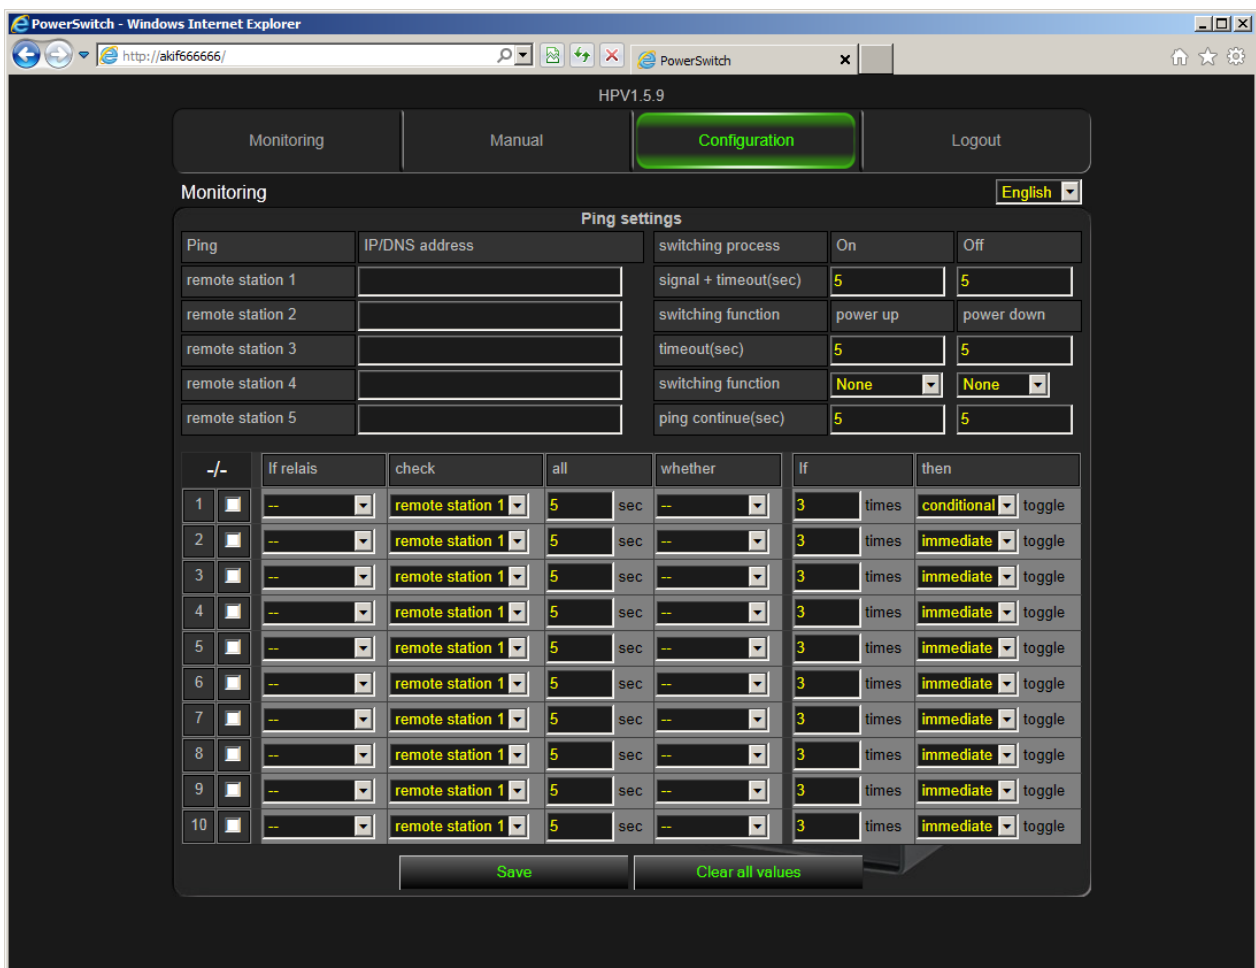 PowerSwitch - Windows Internet Explorer
http://akif666666/ PowerSwitch
HPV1.5.9
Monitoring Manual Configuration Logout
Monitoring English
Ping settings
Ping IP/DNS address switching process On Off
remote station 1 signal + timeout(sec) 5 5
remote station 2 switching function power up power down
remote station 3 timeout(sec) 5 5
remote station 4 switching function None None
remote station 5 ping continue(sec) 5 5
-/- If relais check all whether If then
1 -- remote station 1 5 sec -- 3 times conditional toggle
2 -- remote station 1 5 sec -- 3 times immediate toggle
3 -- remote station 1 5 sec -- 3 times immediate toggle
4 -- remote station 1 5 sec -- 3 times immediate toggle
5 -- remote station 1 5 sec -- 3 times immediate toggle
6 -- remote station 1 5 sec -- 3 times immediate toggle
7 -- remote station 1 5 sec -- 3 times immediate toggle
8 -- remote station 1 5 sec -- 3 times immediate toggle
9 -- remote station 1 5 sec -- 3 times immediate toggle
10 -- remote station 1 5 sec -- 3 times immediate toggle
Save Clear all values